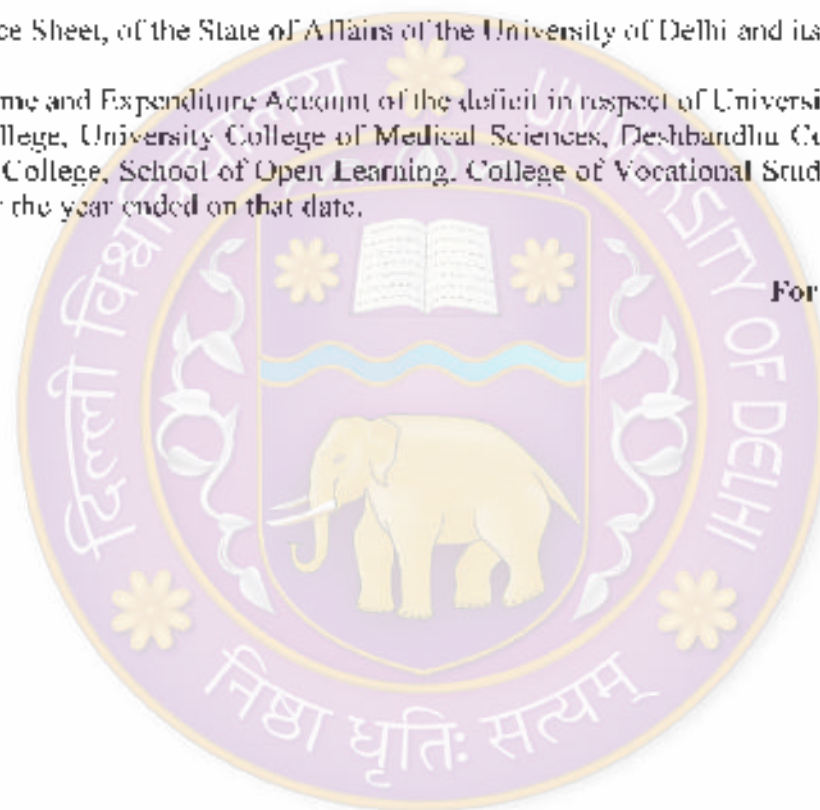 ce Sheet, of the State of Affairs of the University of Delhi and its
me and Expenditure Account of the deficit in respect of Universi
llege, University College of Medical Sciences, Deshbandhu Co
College, School of Open Learning, College of Vocational Stud
r the year ended on that date.
For
दिल्ली विश्वविद्यालय
UNIVERSITY OF DELHI
निष्ठा धृतिः सत्यम्